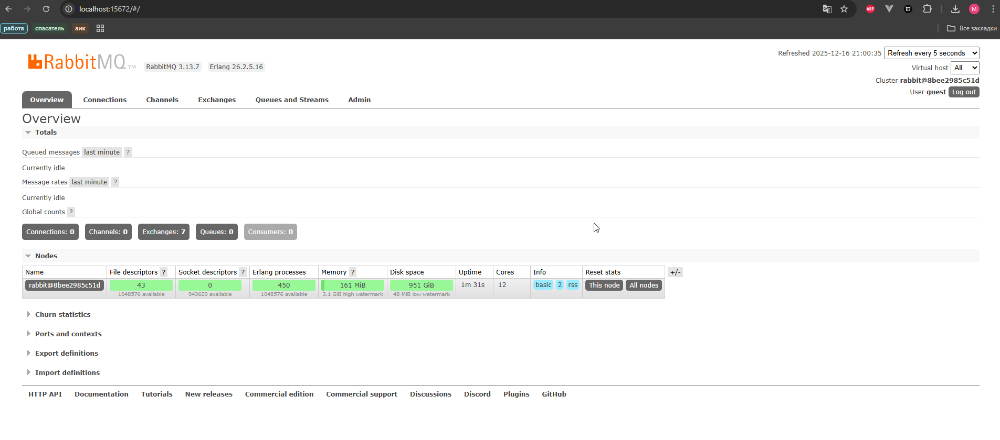 localhost:15672/#/
ABP
M
работа спасатель аик
Все закладки
RabbitMQ TM RabbitMQ 3.13.7 Erlang 26.2.5.16
Refreshed 2025-12-16 21:00:35 Refresh every 5 seconds
Virtual host All
Cluster rabbit@8bee2985c51d
User guest Log out
Overview Connections Channels Exchanges Queues and Streams Admin
Overview
Totals
Queued messages last minute ?
Currently idle
Message rates last minute ?
Currently idle
Global counts ?
Connections: 0 Channels: 0 Exchanges: 7 Queues: 0 Consumers: 0
Nodes
Name File descriptors ? Socket descriptors ? Erlang processes Memory ? Disk space Uptime Cores Info Reset stats +/-
rabbit@8bee2985c51d 43 0 450 161 MiB 951 GiB 1m 31s 12 basic 2 rss This node All nodes
1048576 available 943629 available 1048576 available 3.1 GiB high watermark 48 MiB low watermark
Churn statistics
Ports and contexts
Export definitions
Import definitions
HTTP API Documentation Tutorials New releases Commercial edition Commercial support Discussions Discord Plugins GitHub